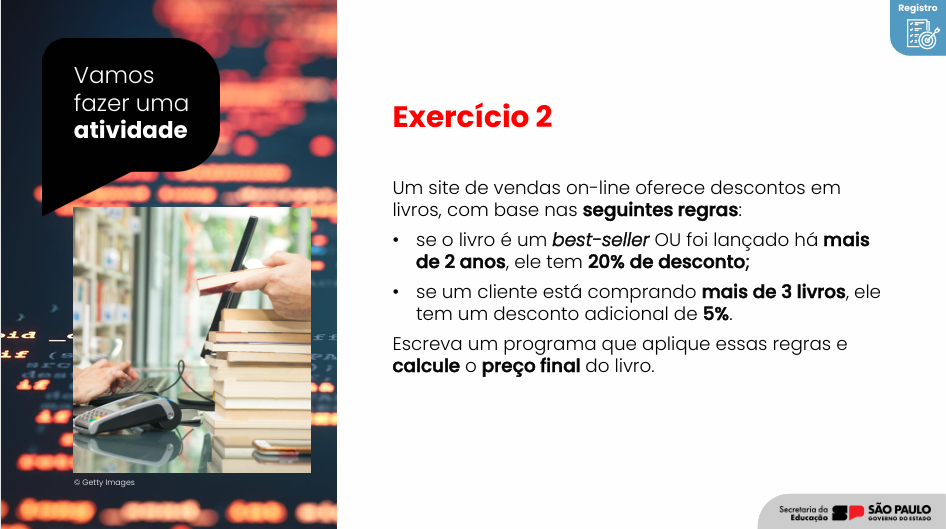 Registro
Vamos
fazer uma
atividade
Exercício 2
Um site de vendas on-line oferece descontos em
livros, com base nas seguintes regras:
• se o livro é um best-seller OU foi lançado há mais
de 2 anos, ele tem 20% de desconto;
• se um cliente está comprando mais de 3 livros, ele
tem um desconto adicional de 5%.
Escreva um programa que aplique essas regras e
calcule o preço final do livro.
if
if
© Getty Images
Secretaria da
Educação
SÃO PAULO
GOVERNO DO ESTADO